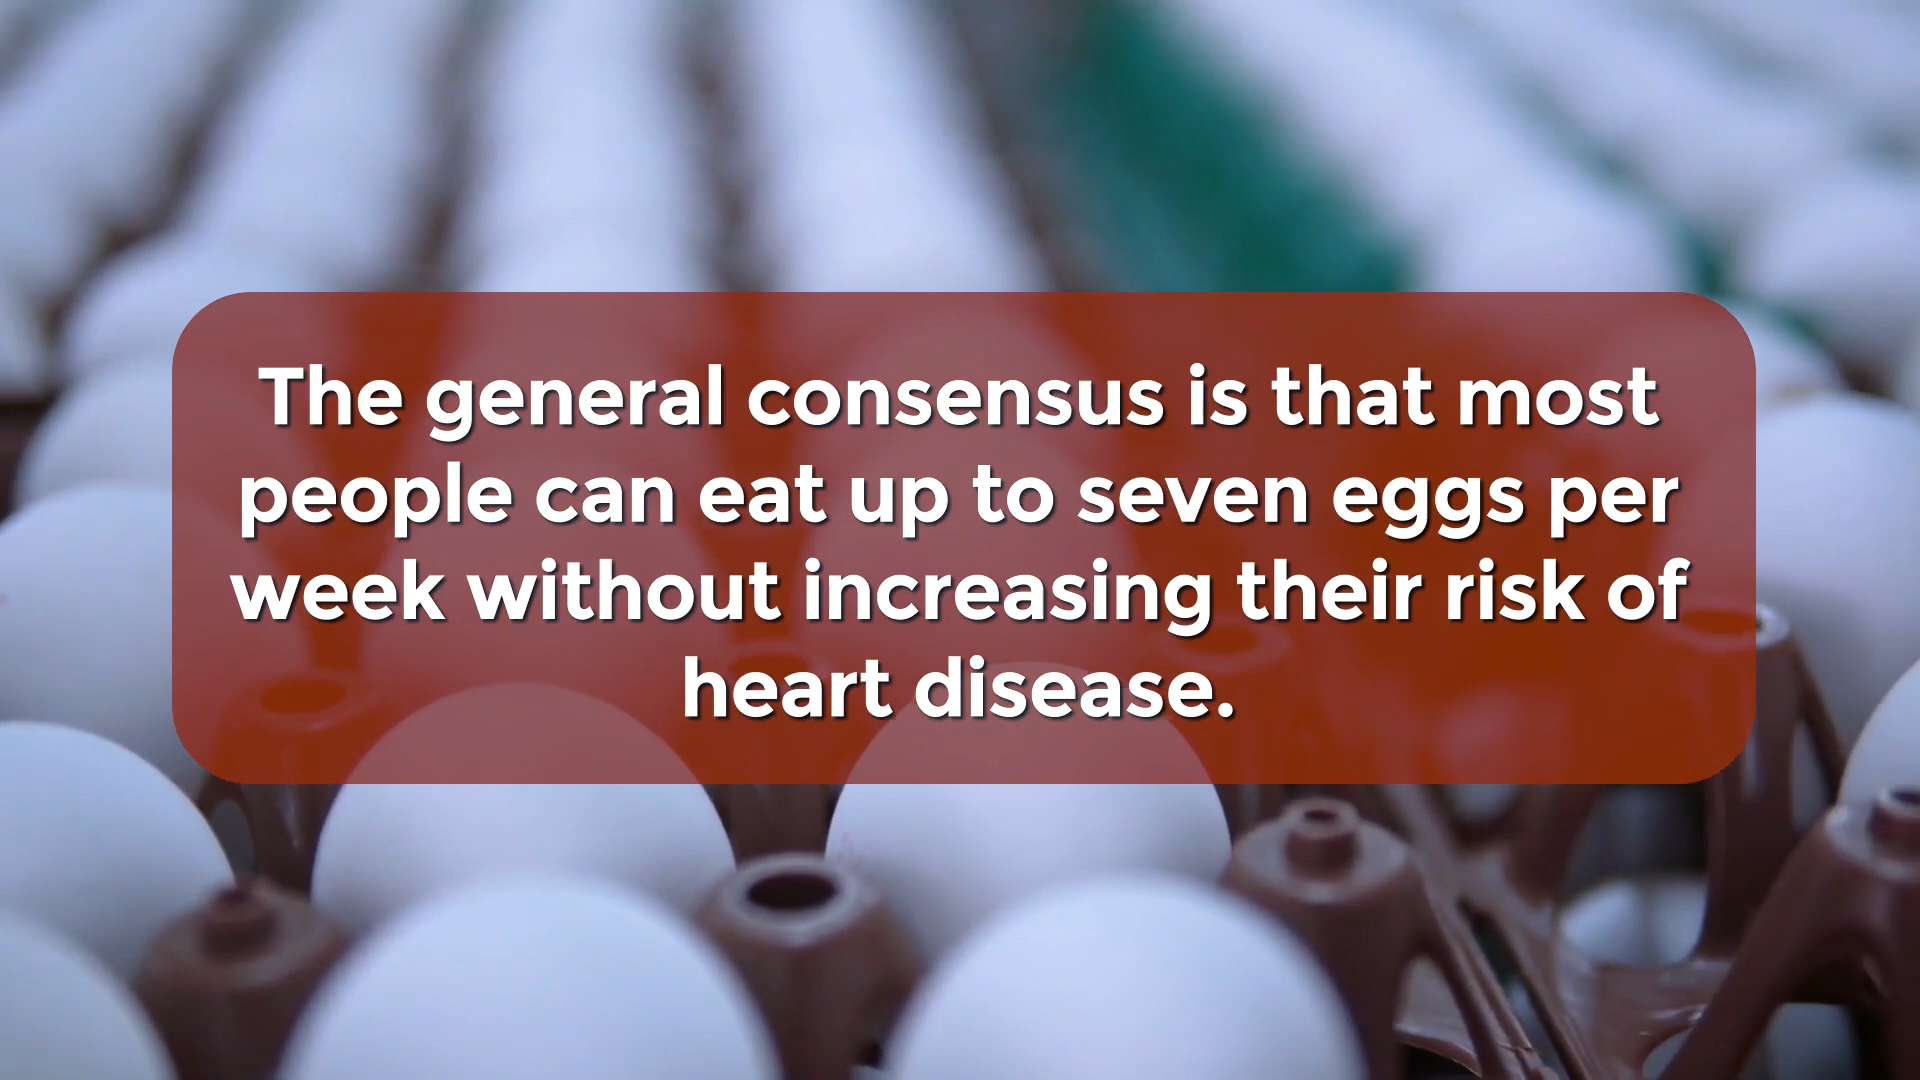 The general consensus is that most
people can eat up to seven eggs per
week without increasing their risk of
heart disease.